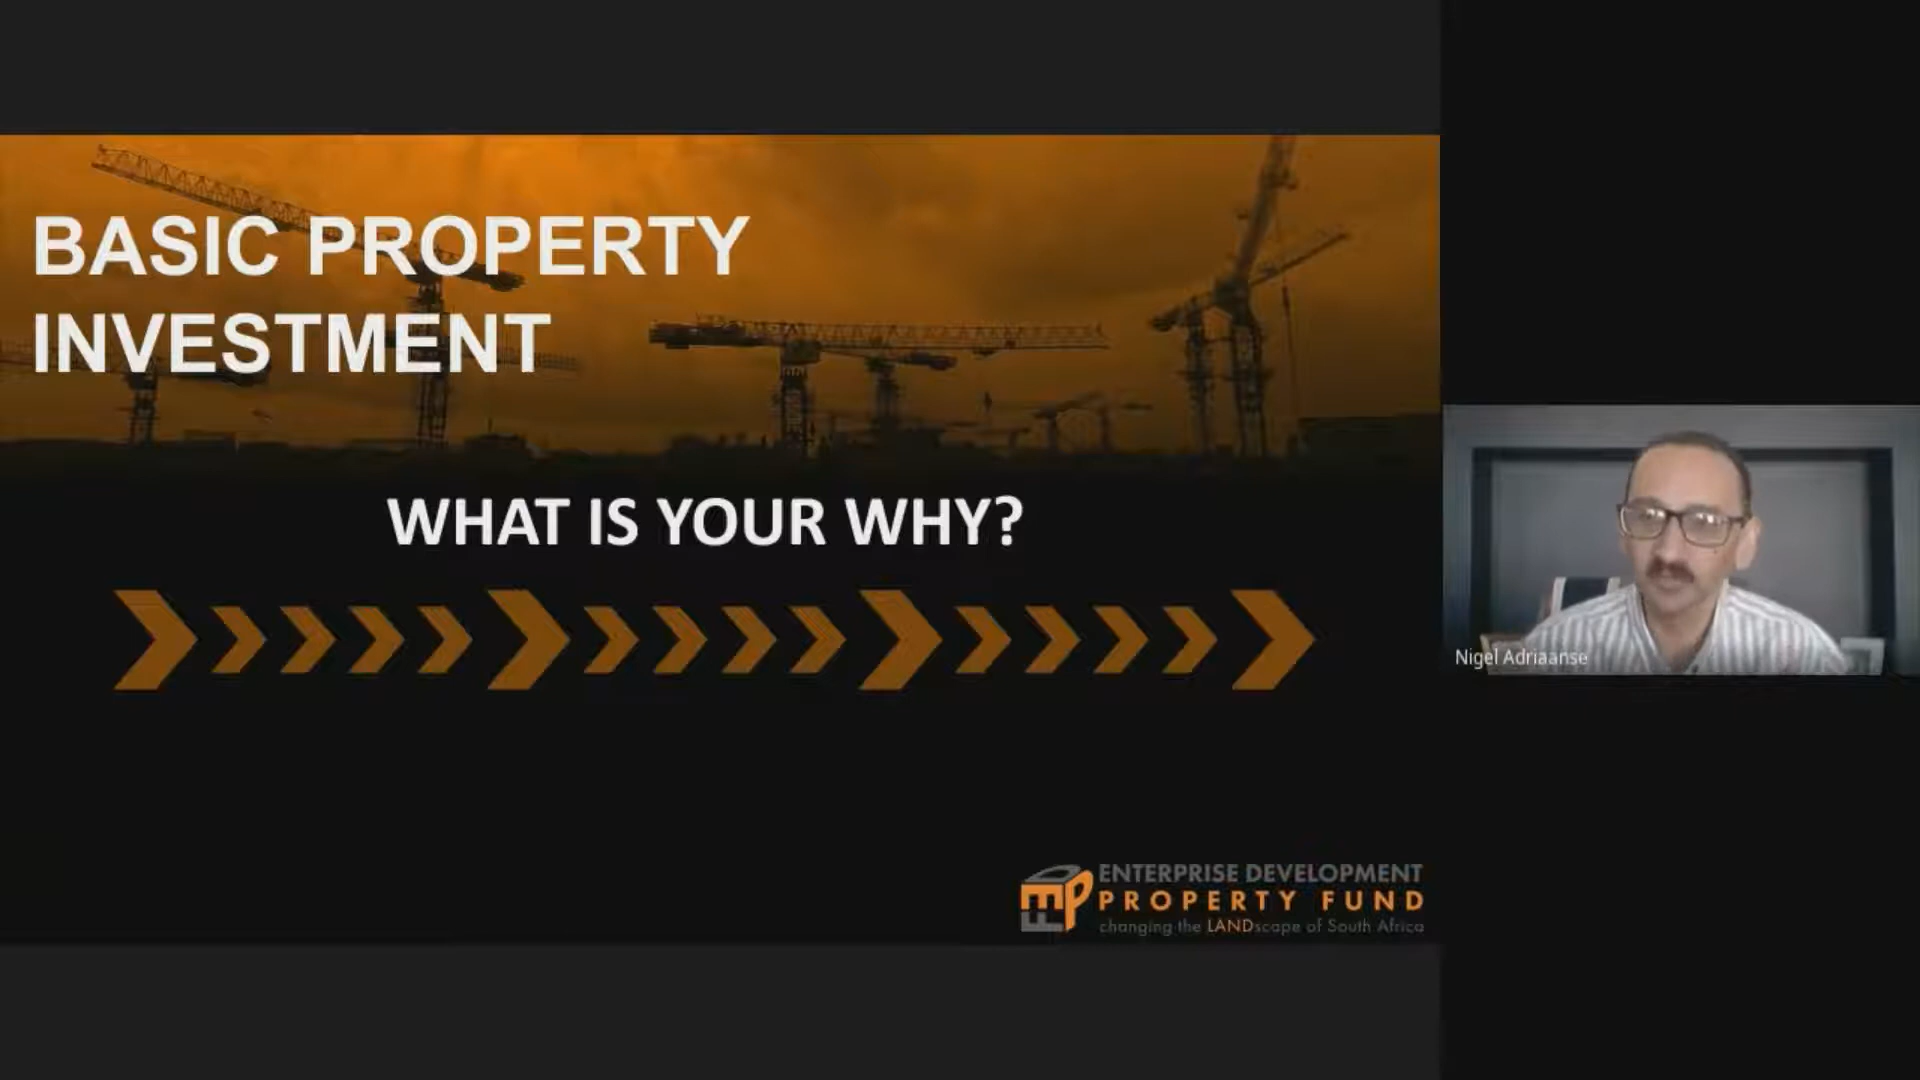 BASIC PROPERTY
INVESTMENT
WHAT IS YOUR WHY?
Nigel Adriaanse
ENTERPRISE DEVELOPMENT
PROPERTY FUND
changing the LANDscape of South Africa